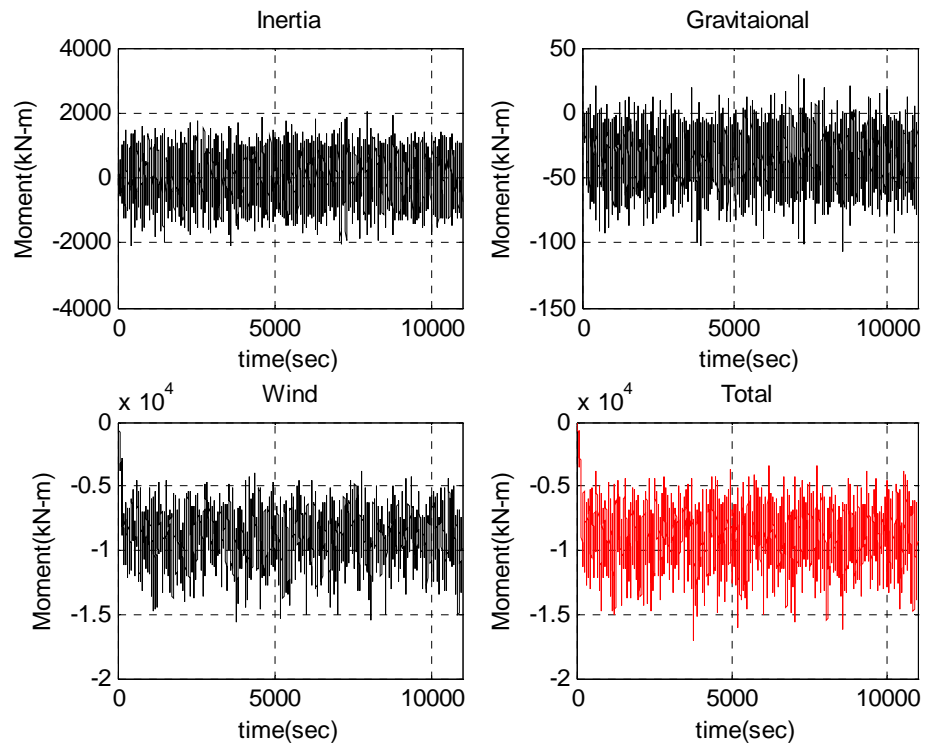 Inertia
4000
2000
0
-2000
-4000
Moment(kN-m)
0
5000
10000
time(sec)
Gravitaional
50
0
-50
-100
-150
Moment(kN-m)
0
5000
10000
time(sec)
Wind
x 10^4
0
-0.5
-1
-1.5
-2
Moment(kN-m)
0
5000
10000
time(sec)
Total
x 10^4
0
-0.5
-1
-1.5
-2
Moment(kN-m)
0
5000
10000
time(sec)